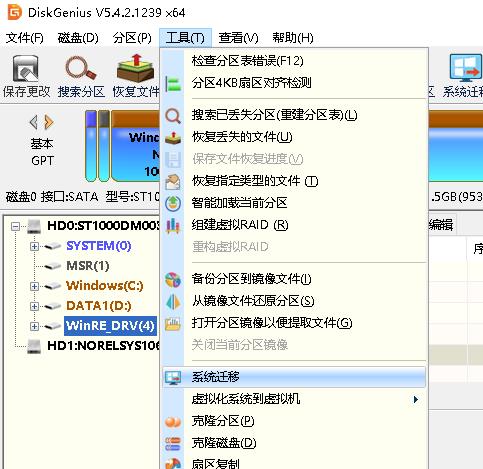 DiskGenius V5.4.2.1239 x64
文件(F) 磁盘(D) 分区(P) 工具(T) 查看(V) 帮助(H)
保存更改 搜索分区 恢复文件 系统迁移
检查分区表错误(F12)
分区4KB扇区对齐检测
搜索已丢失分区(重建分区表)(L)
恢复丢失的文件(U)
保存文件恢复进度(V)
恢复指定类型的文件 (T)
智能加载当前分区
组建虚拟RAID (R)
重构虚拟RAID
备份分区到镜像文件(I)
从镜像文件还原分区(S)
打开分区镜像以便提取文件(G)
关闭当前分区镜像
系统迁移
虚拟化系统到虚拟机
克隆分区(P)
克隆磁盘(D)
扇区复制
基本
GPT
Wind
N
100
磁盘0 接口:SATA 型号:ST10
.5GB(953
HD0:ST1000DM003
SYSTEM(0)
MSR(1)
Windows(C:)
DATA1(D:)
WinRE_DRV(4)
HD1:NORELSYS106
编辑